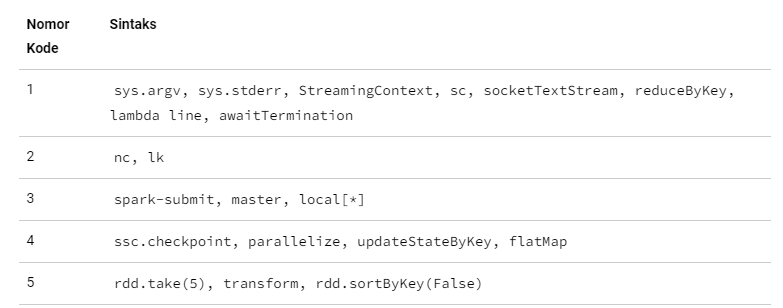 Nomor Kode
Sintaks
1
sys.argv, sys.stderr, StreamingContext, sc, socketTextStream, reduceByKey,
lambda line, awaitTermination
2
nc, lk
3
spark-submit, master, local[*]
4
ssc.checkpoint, parallelize, updateStateByKey, flatMap
5
rdd.take(5), transform, rdd.sortByKey(False)